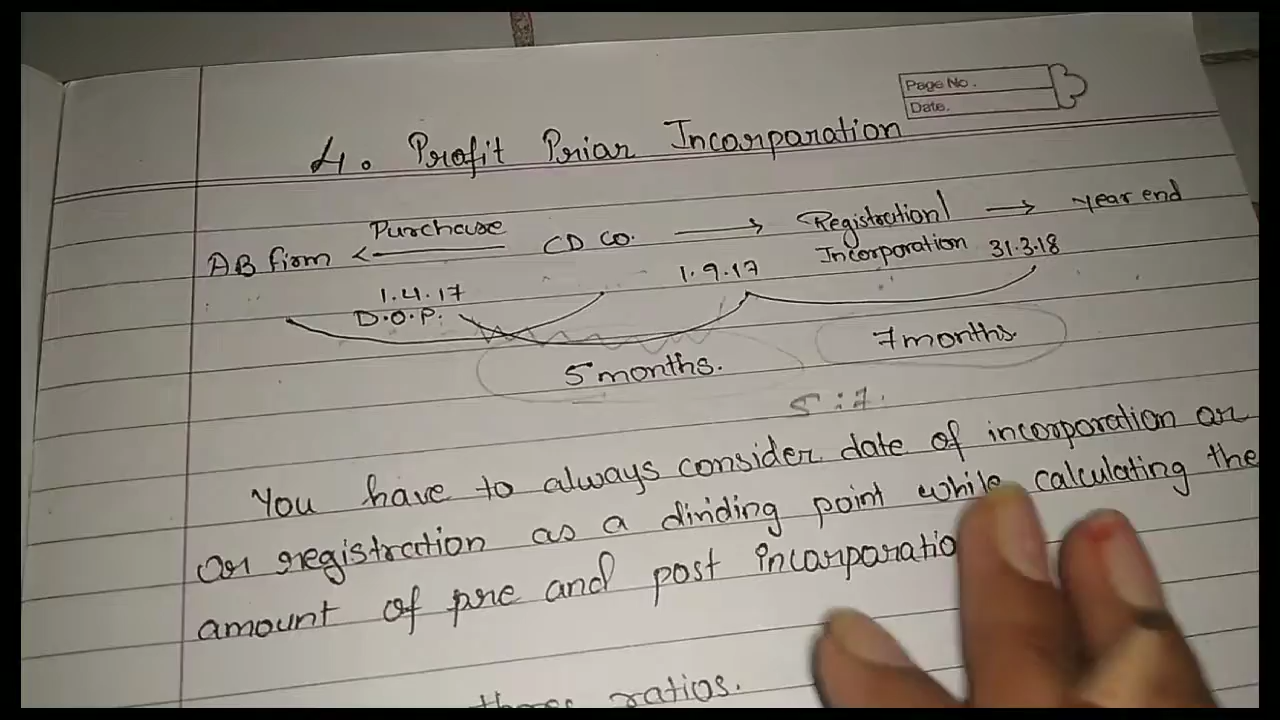 Page No.
Date.
4. Profit Prior Incorporation
AB firm Purchase CD Co. Registration/ year end
1.4.17 1.9.17 Incorporation 31.3.18
D.O.P.
5 months. 7 months.
5:7.
You have to always consider date of incorporation or
or registration as a dividing point while calculating the
amount of pre and post incorporatio
three ratios.